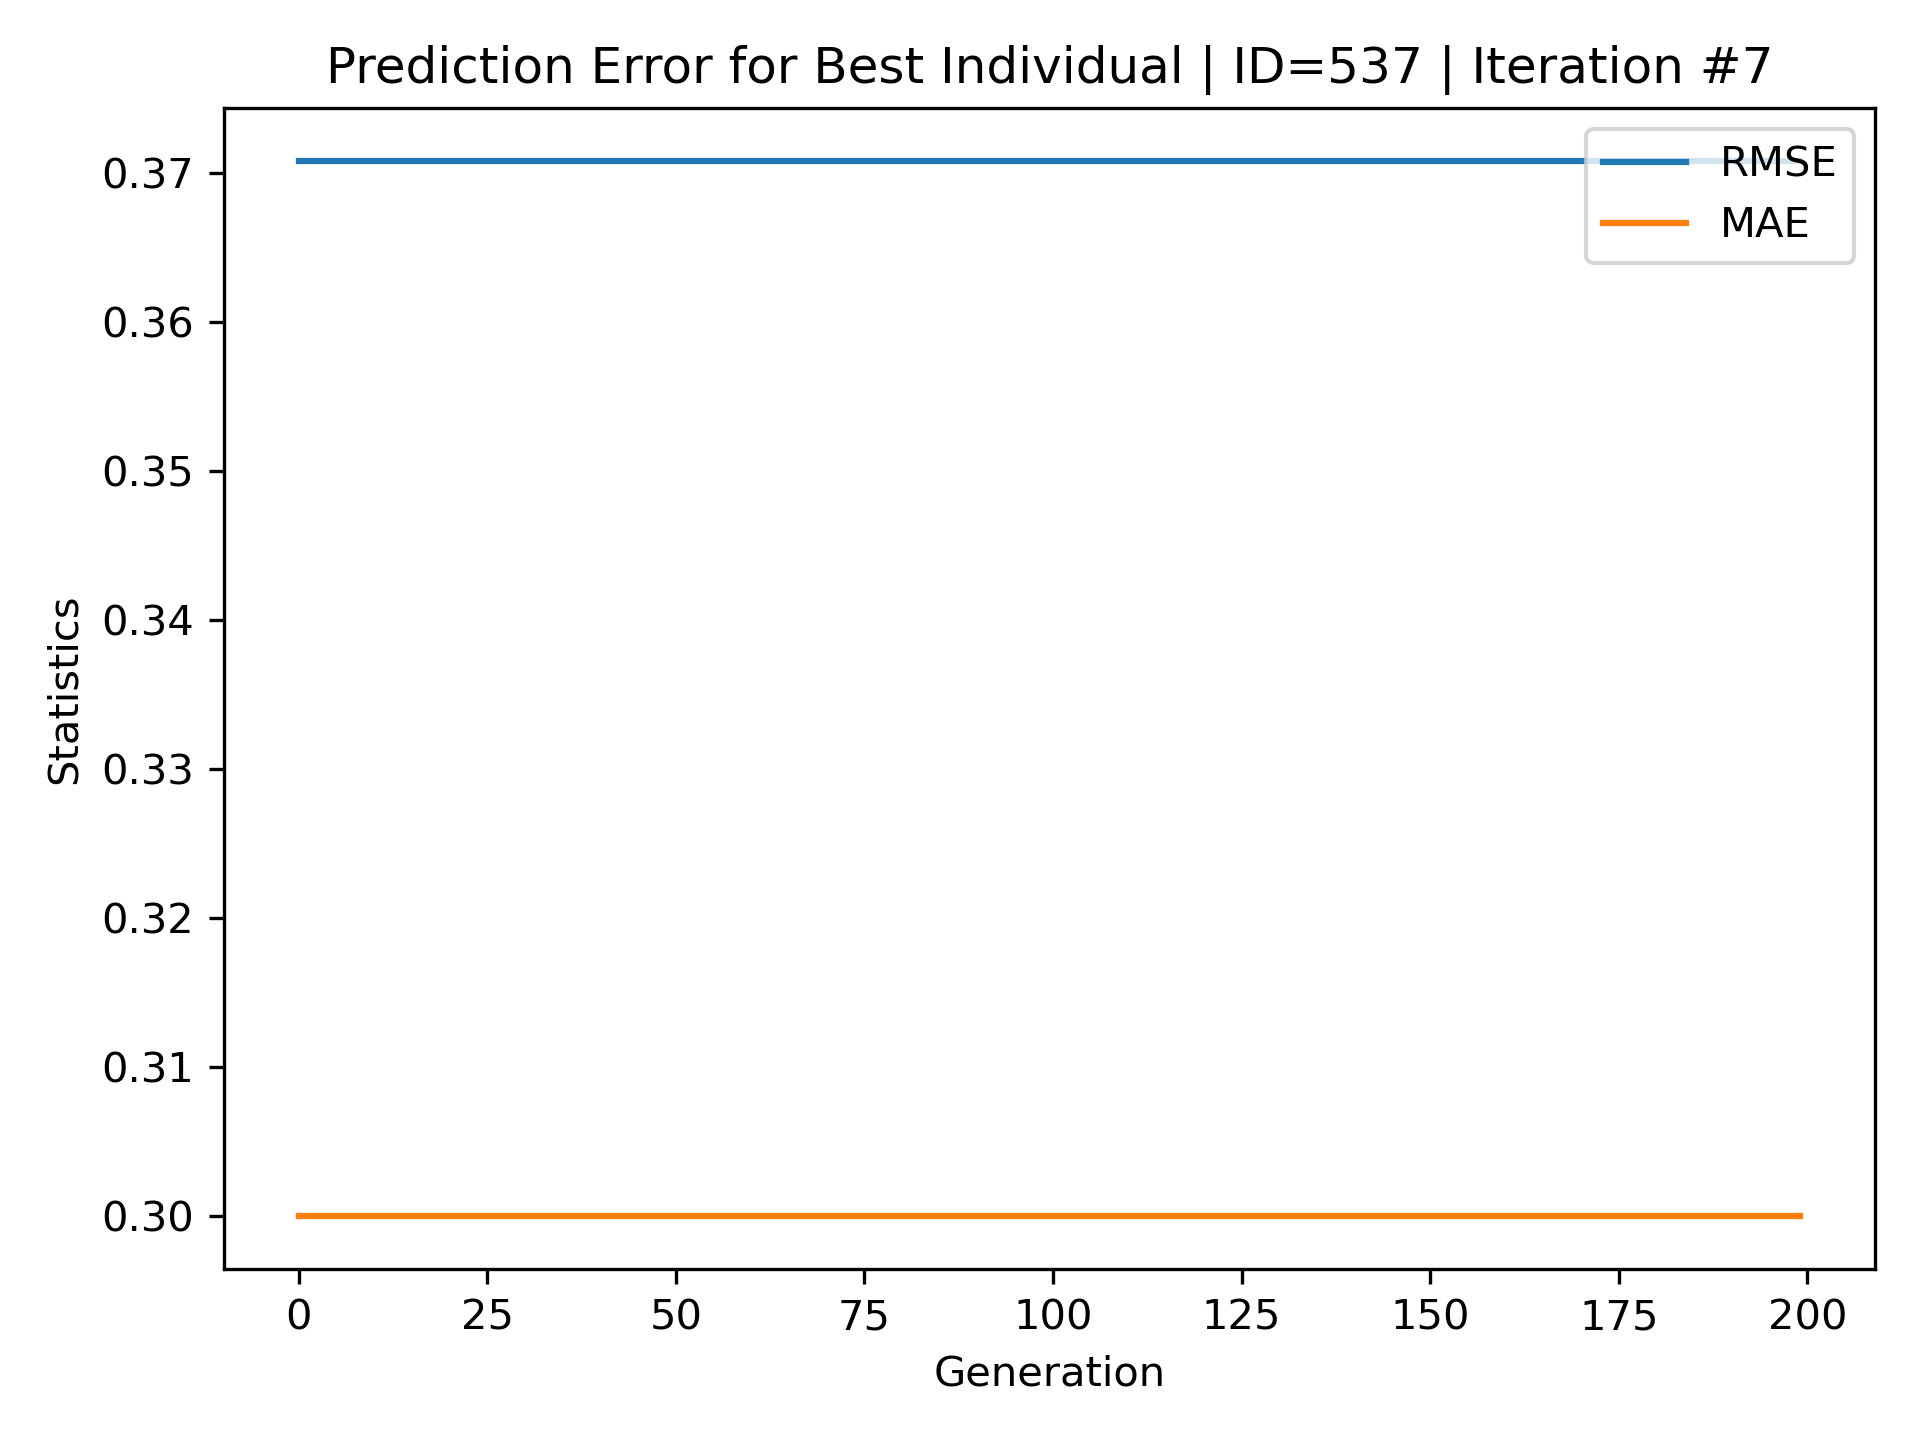 Prediction Error for Best Individual | ID=537 | Iteration #7
RMSE
MAE
0.37
0.36
0.35
0.34
0.33
0.32
0.31
0.30
Statistics
0 25 50 75 100 125 150 175 200
Generation